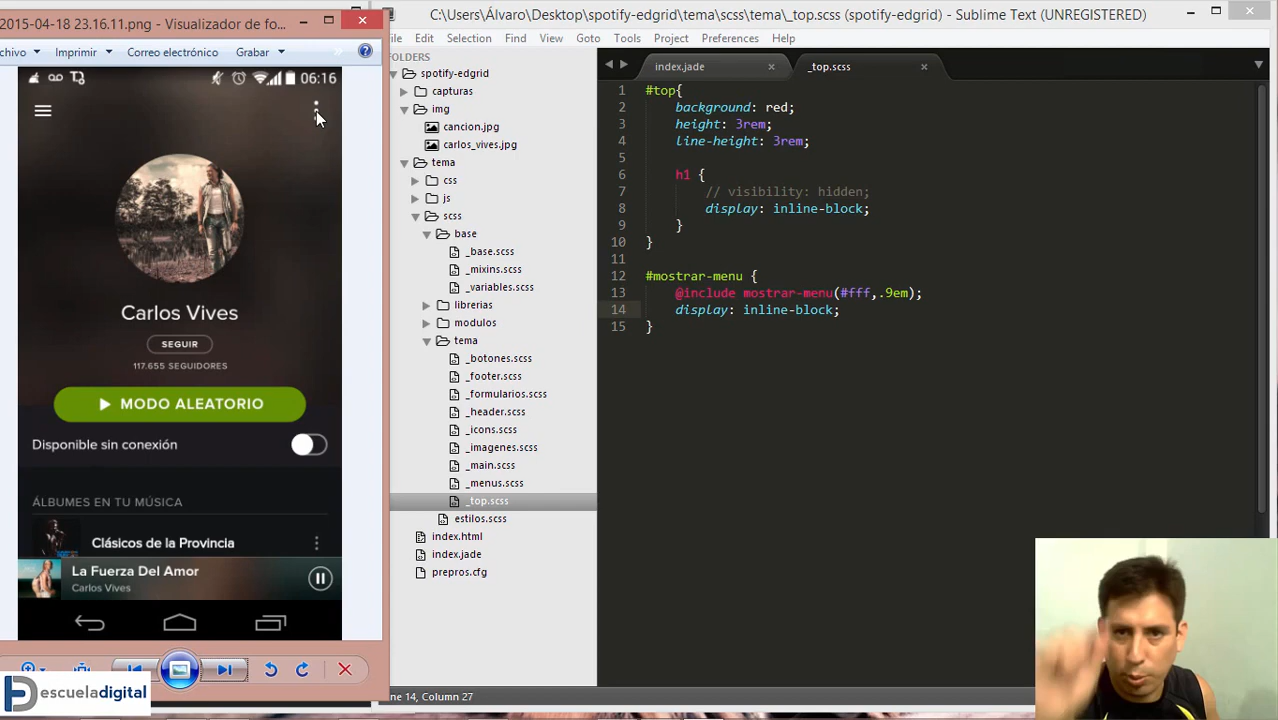 2015-04-18 23.16.11.png - Visualizador de fo...
chivo
Imprimir
Correo electrónico
Grabar
»
?
06:16
Carlos Vives
SEGUIR
117.655 SEGUIDORES
MODO ALEATORIO
Disponible sin conexión
ÁLBUMES EN TU MÚSICA
Clásicos de la Provincia
La Fuerza Del Amor
Carlos Vives
escueladigital
C:\Users\Álvaro\Desktop\spotify-edgrid\tema\scss\tema\_top.scss (spotify-edgrid) - Sublime Text (UNREGISTERED)
ile Edit Selection Find View Goto Tools Project Preferences Help
OLDERS
spotify-edgrid
capturas
img
cancion.jpg
carlos_vives.jpg
tema
css
js
scss
base
_base.scss
_mixins.scss
_variables.scss
librerias
modulos
tema
_botones.scss
_footer.scss
_formularios.scss
_header.scss
_icons.scss
_imagenes.scss
_main.scss
_menus.scss
_top.scss
estilos.scss
index.html
index.jade
prepros.cfg
index.jade
_top.scss
1 #top{
2 background: red;
3 height: 3rem;
4 line-height: 3rem;
5
6 h1 {
7 // visibility: hidden;
8 display: inline-block;
9 }
10 }
11
12 #mostrar-menu {
13 @include mostrar-menu(#fff,.9em);
14 display: inline-block;
15 }
ne 14, Column 27